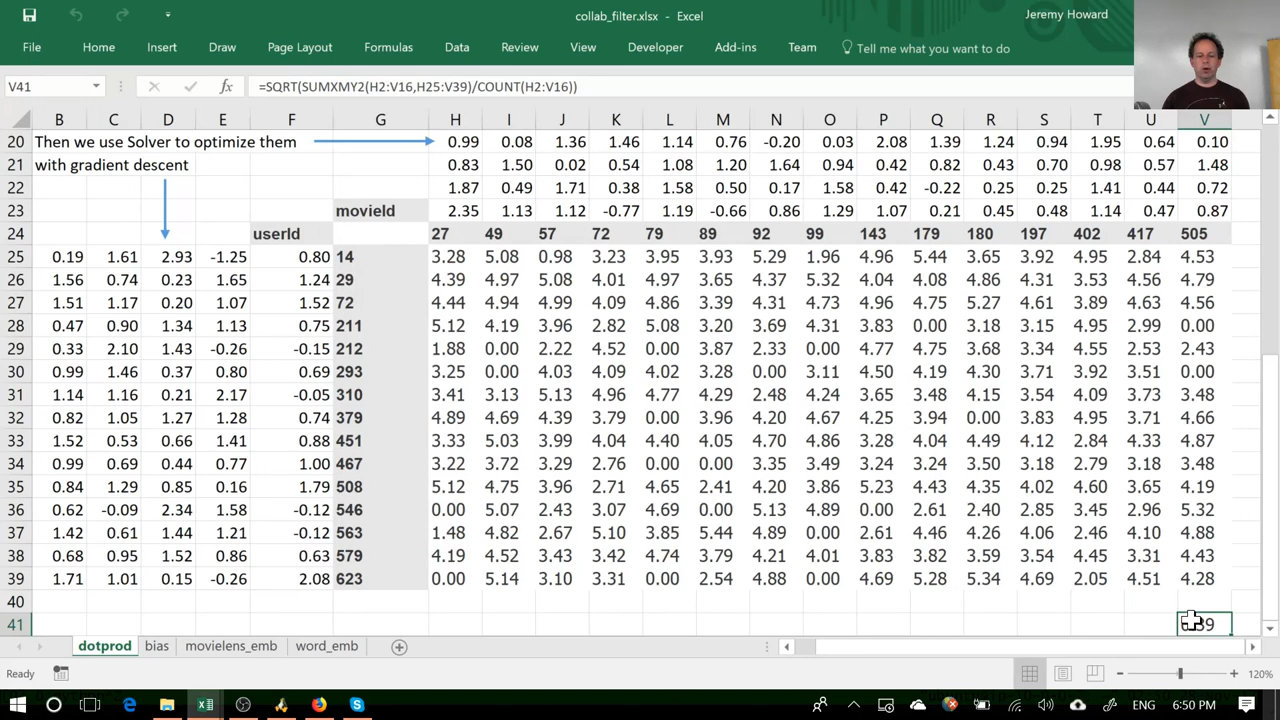 collab_filter.xlsx - Excel
Jeremy Howard
File Home Insert Draw Page Layout Formulas Data Review View Developer Add-ins Team Tell me what you want to do
V41 fx =SQRT(SUMXMY2(H2:V16,H25:V39)/COUNT(H2:V16))
B C D E F G H I J K L M N O P Q R S T U V
20 Then we use Solver to optimize them 0.99 0.08 1.36 1.46 1.14 0.76 -0.20 0.03 2.08 1.39 1.24 0.94 1.95 0.64 0.10
21 with gradient descent 0.83 1.50 0.02 0.54 1.08 1.20 1.64 0.94 0.42 0.82 0.43 0.70 0.98 0.57 1.48
22 1.87 0.49 1.71 0.38 1.58 0.50 0.17 1.58 0.42 -0.22 0.25 0.25 1.41 0.44 0.72
23 movieId 2.35 1.13 1.12 -0.77 1.19 -0.66 0.86 1.29 1.07 0.21 0.45 0.48 1.14 0.47 0.87
24 userId 27 49 57 72 79 89 92 99 143 179 180 197 402 417 505
25 0.19 1.61 2.93 -1.25 0.80 14 3.28 5.08 0.98 3.23 3.95 3.93 5.29 1.96 4.96 5.44 3.65 3.92 4.95 2.84 4.53
26 1.56 0.74 0.23 1.65 1.24 29 4.39 4.97 5.08 4.01 4.97 3.65 4.37 5.32 4.04 4.08 4.86 4.31 3.53 4.56 4.79
27 1.51 1.17 0.20 1.07 1.52 72 4.44 4.94 4.99 4.09 4.86 3.39 4.31 4.73 4.96 4.75 5.27 4.61 3.89 4.63 4.56
28 0.47 0.90 1.34 1.13 0.75 211 5.12 4.19 3.96 2.82 5.08 3.20 3.69 4.31 3.83 0.00 3.18 3.15 4.95 2.99 0.00
29 0.33 2.10 1.43 -0.26 -0.15 212 1.88 0.00 2.22 4.52 0.00 3.87 2.33 0.00 4.77 4.75 3.68 3.34 4.55 2.53 2.43
30 0.99 1.46 0.37 0.80 0.69 293 3.25 0.00 4.03 4.09 4.02 3.28 0.00 3.11 4.50 4.19 4.30 3.71 3.92 3.51 0.00
31 1.14 1.16 0.21 2.17 -0.05 310 3.41 3.13 5.13 4.96 4.77 4.29 2.48 4.24 3.65 3.48 4.15 3.54 4.09 3.73 3.48
32 0.82 1.05 1.27 1.28 0.74 379 4.89 4.69 4.39 3.79 0.00 3.96 4.20 4.67 4.25 3.94 0.00 3.83 4.95 3.71 4.66
33 1.52 0.53 0.66 1.41 0.88 451 3.33 5.03 3.99 4.04 4.40 4.05 4.70 4.86 3.28 4.04 4.49 4.12 2.84 4.33 4.87
34 0.99 0.69 0.44 0.77 1.00 467 3.22 3.72 3.29 2.76 0.00 0.00 3.35 3.49 3.24 3.24 3.50 3.18 2.79 3.18 3.48
35 0.84 1.29 0.85 0.16 1.79 508 5.12 4.75 3.96 2.71 4.65 2.41 4.20 3.86 5.23 4.43 4.35 4.02 4.60 3.65 4.19
36 0.62 -0.09 2.34 1.58 -0.12 546 0.00 5.07 2.43 3.07 4.69 0.00 5.13 4.89 0.00 2.61 2.40 2.85 3.45 2.96 5.32
37 1.42 0.61 1.44 1.21 -0.12 563 1.48 4.82 2.67 5.10 3.85 5.44 4.89 0.00 2.61 4.46 4.26 4.06 2.46 4.10 4.88
38 0.68 0.95 1.52 0.86 0.63 579 4.19 4.52 3.43 3.42 4.74 3.79 4.21 4.01 3.83 3.82 3.59 3.54 4.45 3.31 4.43
39 1.71 1.01 0.15 -0.26 2.08 623 0.00 5.14 3.10 3.31 0.00 2.54 4.88 0.00 4.69 5.28 5.34 4.69 2.05 4.51 4.28
40
41
dotprod bias movielens_emb word_emb
Ready 120%
6:50 PM